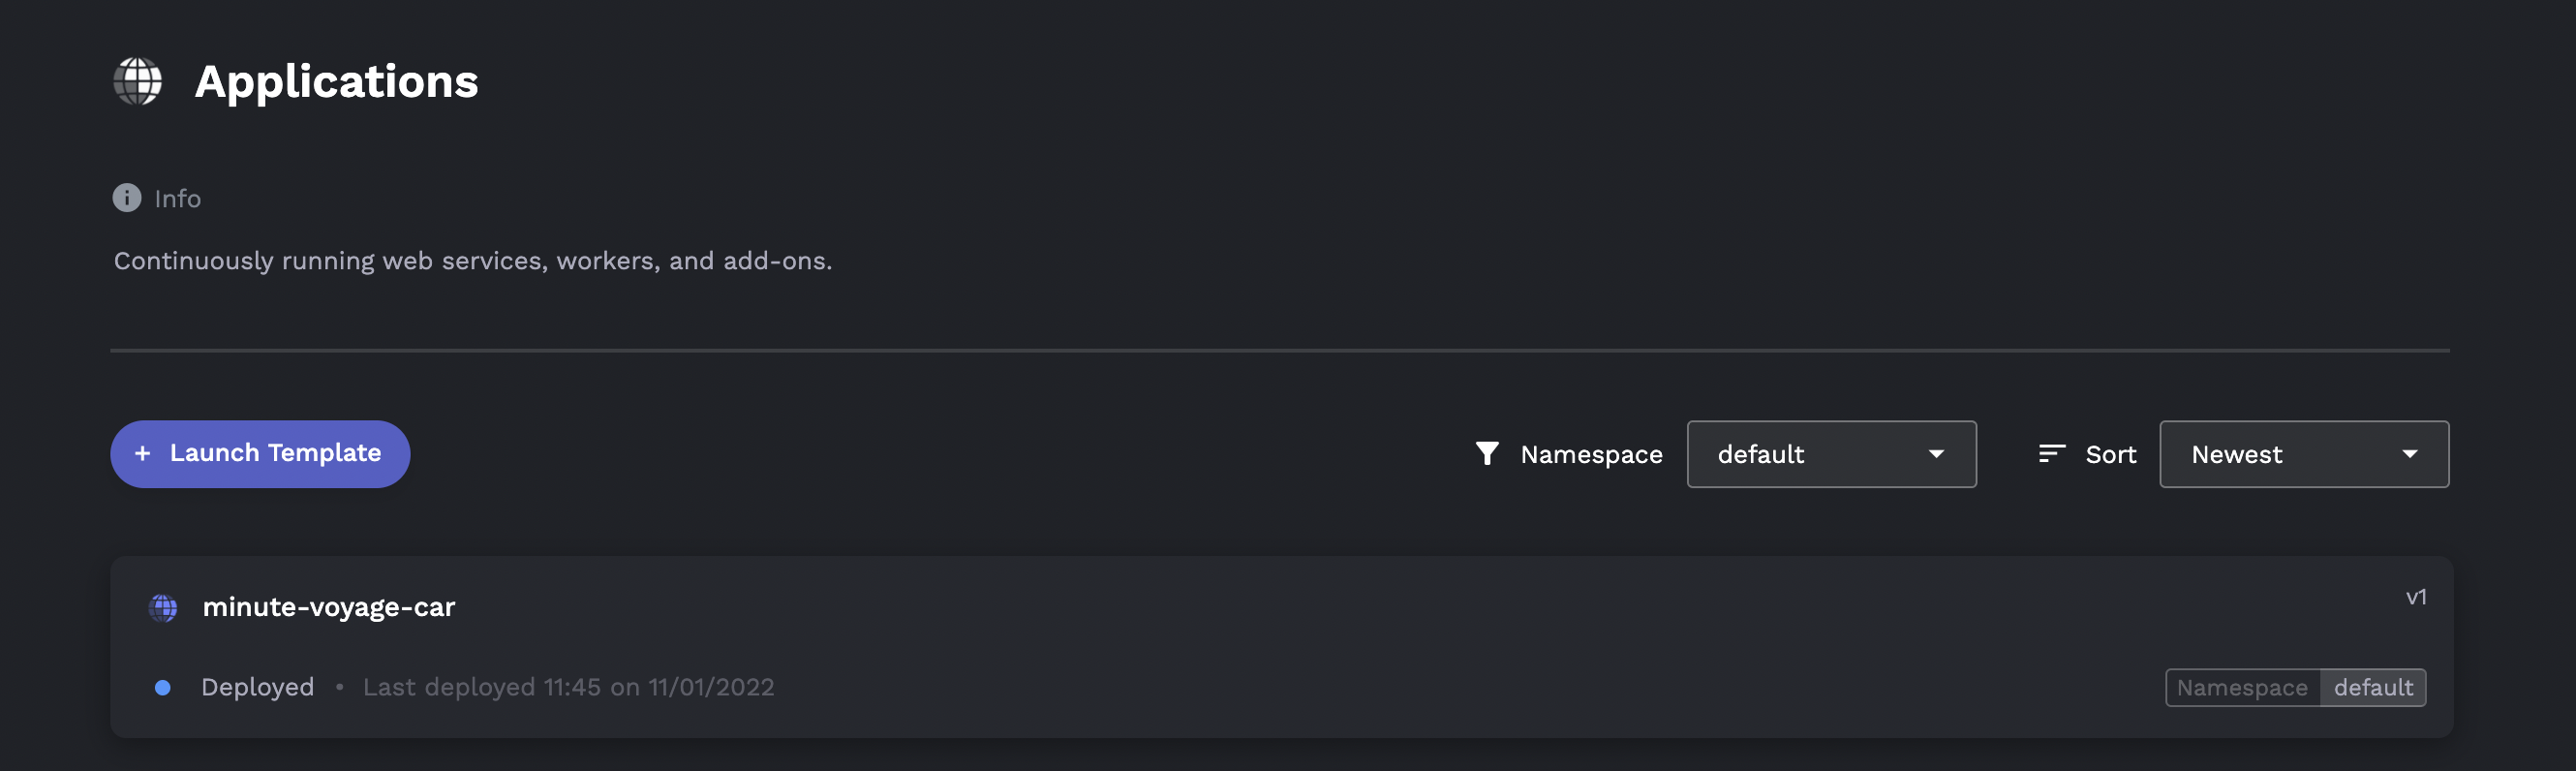 Applications
Info
Continuously running web services, workers, and add-ons.
+ Launch Template
Namespace default
Sort Newest
minute-voyage-car
v1
Deployed • Last deployed 11:45 on 11/01/2022
Namespace default